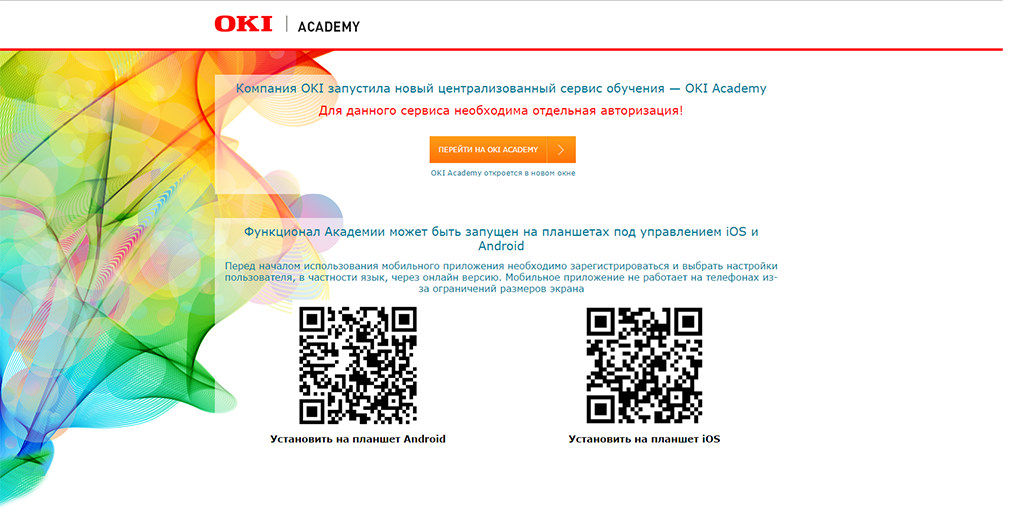 OKI | ACADEMY
Компания OKI запустила новый централизованный сервис обучения — OKI Academy
Для данного сервиса необходима отдельная авторизация!
ПЕРЕЙТИ НА OKI ACADEMY
OKI Academy откроется в новом окне
Функционал Академии может быть запущен на планшетах под управлением iOS и
Android
Перед началом использования мобильного приложения необходимо зарегистрироваться и выбрать настройки
пользователя, в частности язык, через онлайн версию. Мобильное приложение не работает на телефонах из-
за ограничений размеров экрана
Установить на планшет Android
Установить на планшет iOS